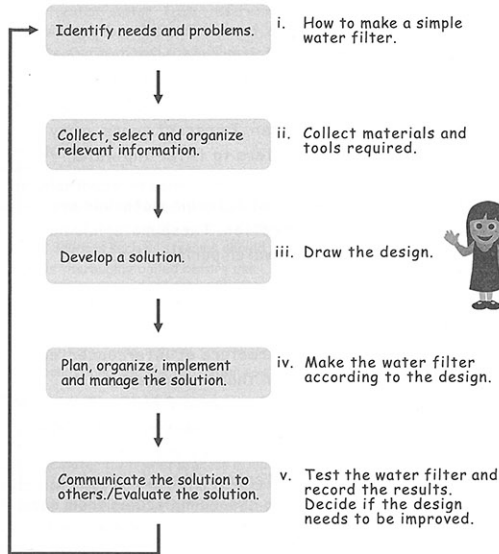 Identify needs and problems.
i. How to make a simple
water filter.
Collect, select and organize
relevant information.
ii. Collect materials and
tools required.
Develop a solution.
iii. Draw the design.
Plan, organize, implement
and manage the solution.
iv. Make the water filter
according to the design.
Communicate the solution to
others./Evaluate the solution.
v. Test the water filter and
record the results.
Decide if the design
needs to be improved.